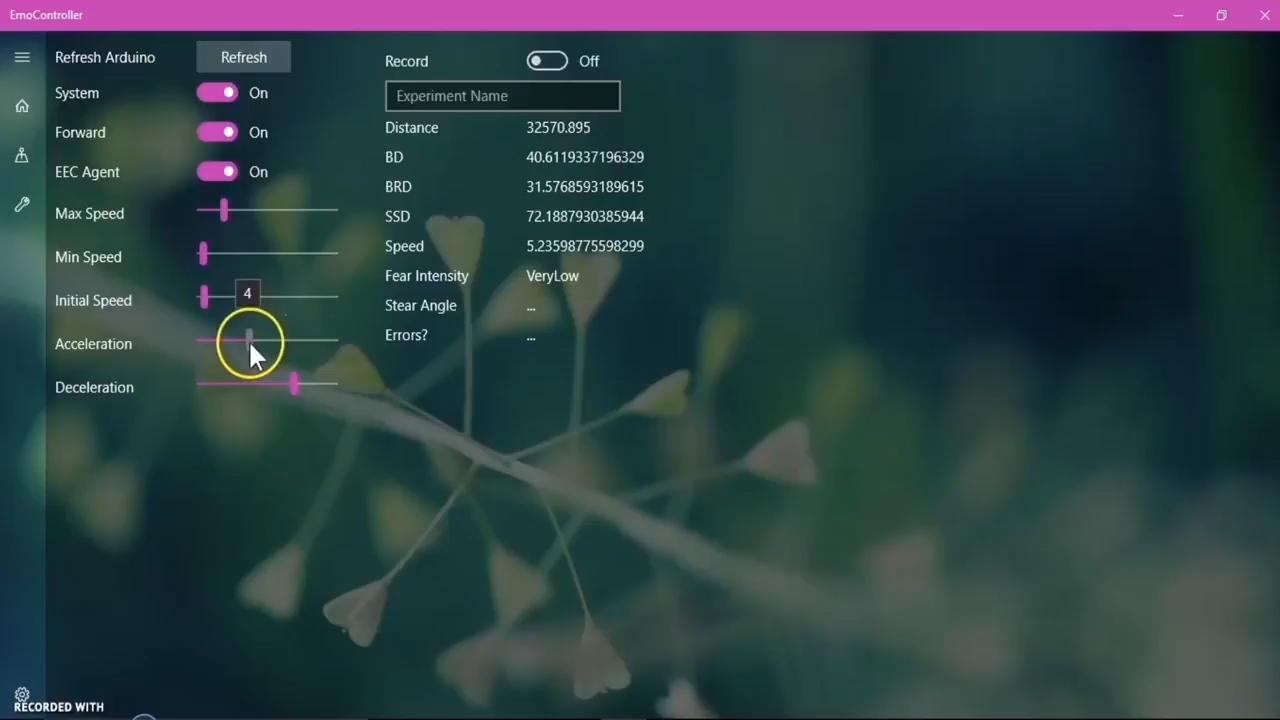 EmoController
Refresh Arduino Refresh
System On
Forward On
EEC Agent On
Max Speed
Min Speed
Initial Speed
4
Acceleration
Deceleration
Record Off
Experiment Name
Distance 32570.895
BD 40.6119337196329
BRD 31.5768593189615
SSD 72.1887930385944
Speed 5.23598775598299
Fear Intensity VeryLow
Stear Angle ...
Errors? ...
RECORDED WITH